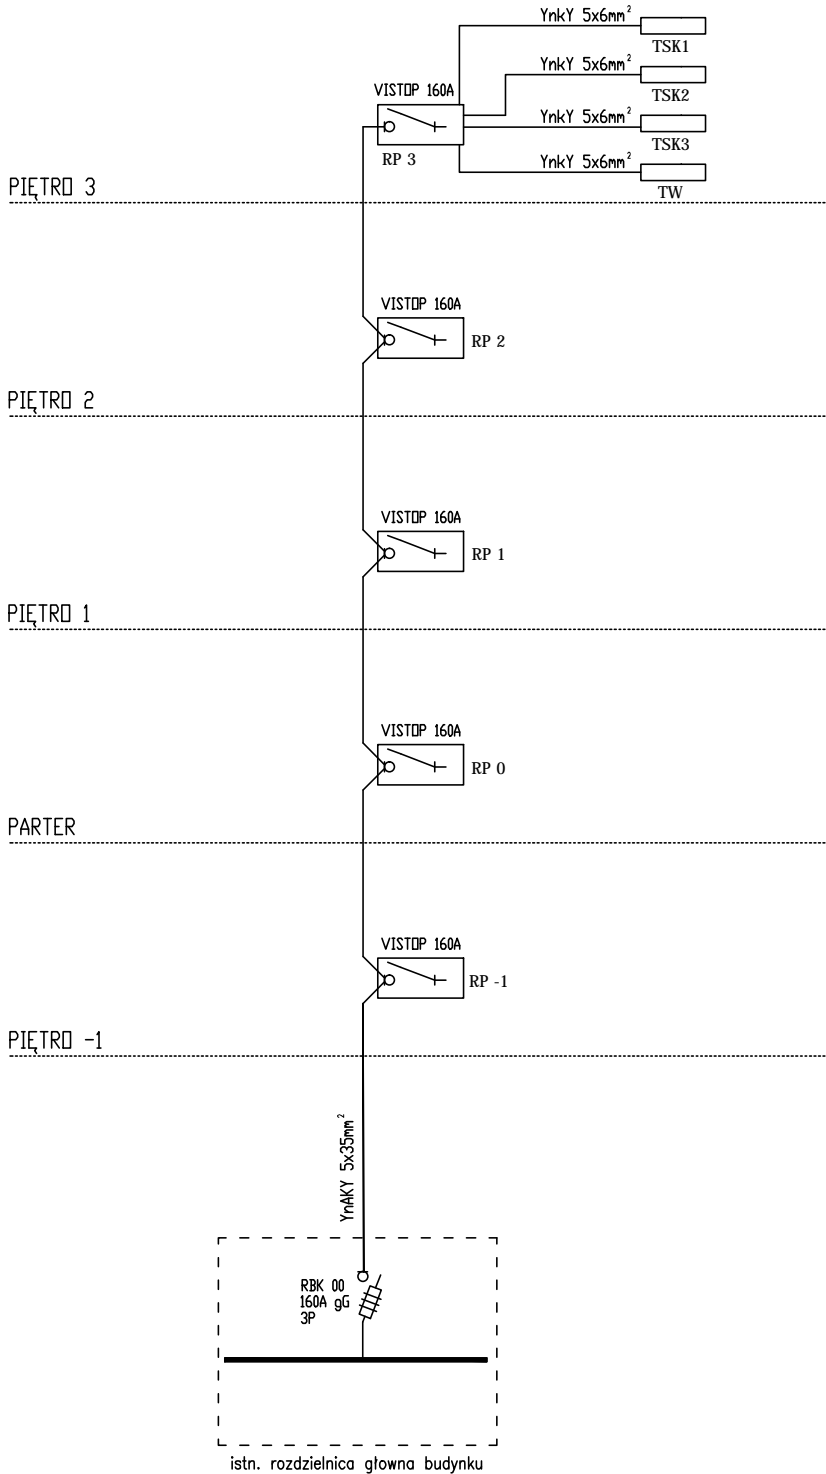 YnkY 5x6mm²
TSK1
YnkY 5x6mm²
TSK2
VISTOP 160A
YnkY 5x6mm²
TSK3
RP 3
YnkY 5x6mm²
TW
PIĘTRO 3
VISTOP 160A
RP 2
PIĘTRO 2
VISTOP 160A
RP 1
PIĘTRO 1
VISTOP 160A
RP 0
PARTER
VISTOP 160A
RP -1
PIĘTRO -1
YnAKY 5x35mm²
RBK 00
160A gG
3P
istn. rozdzielnica głowna budynku